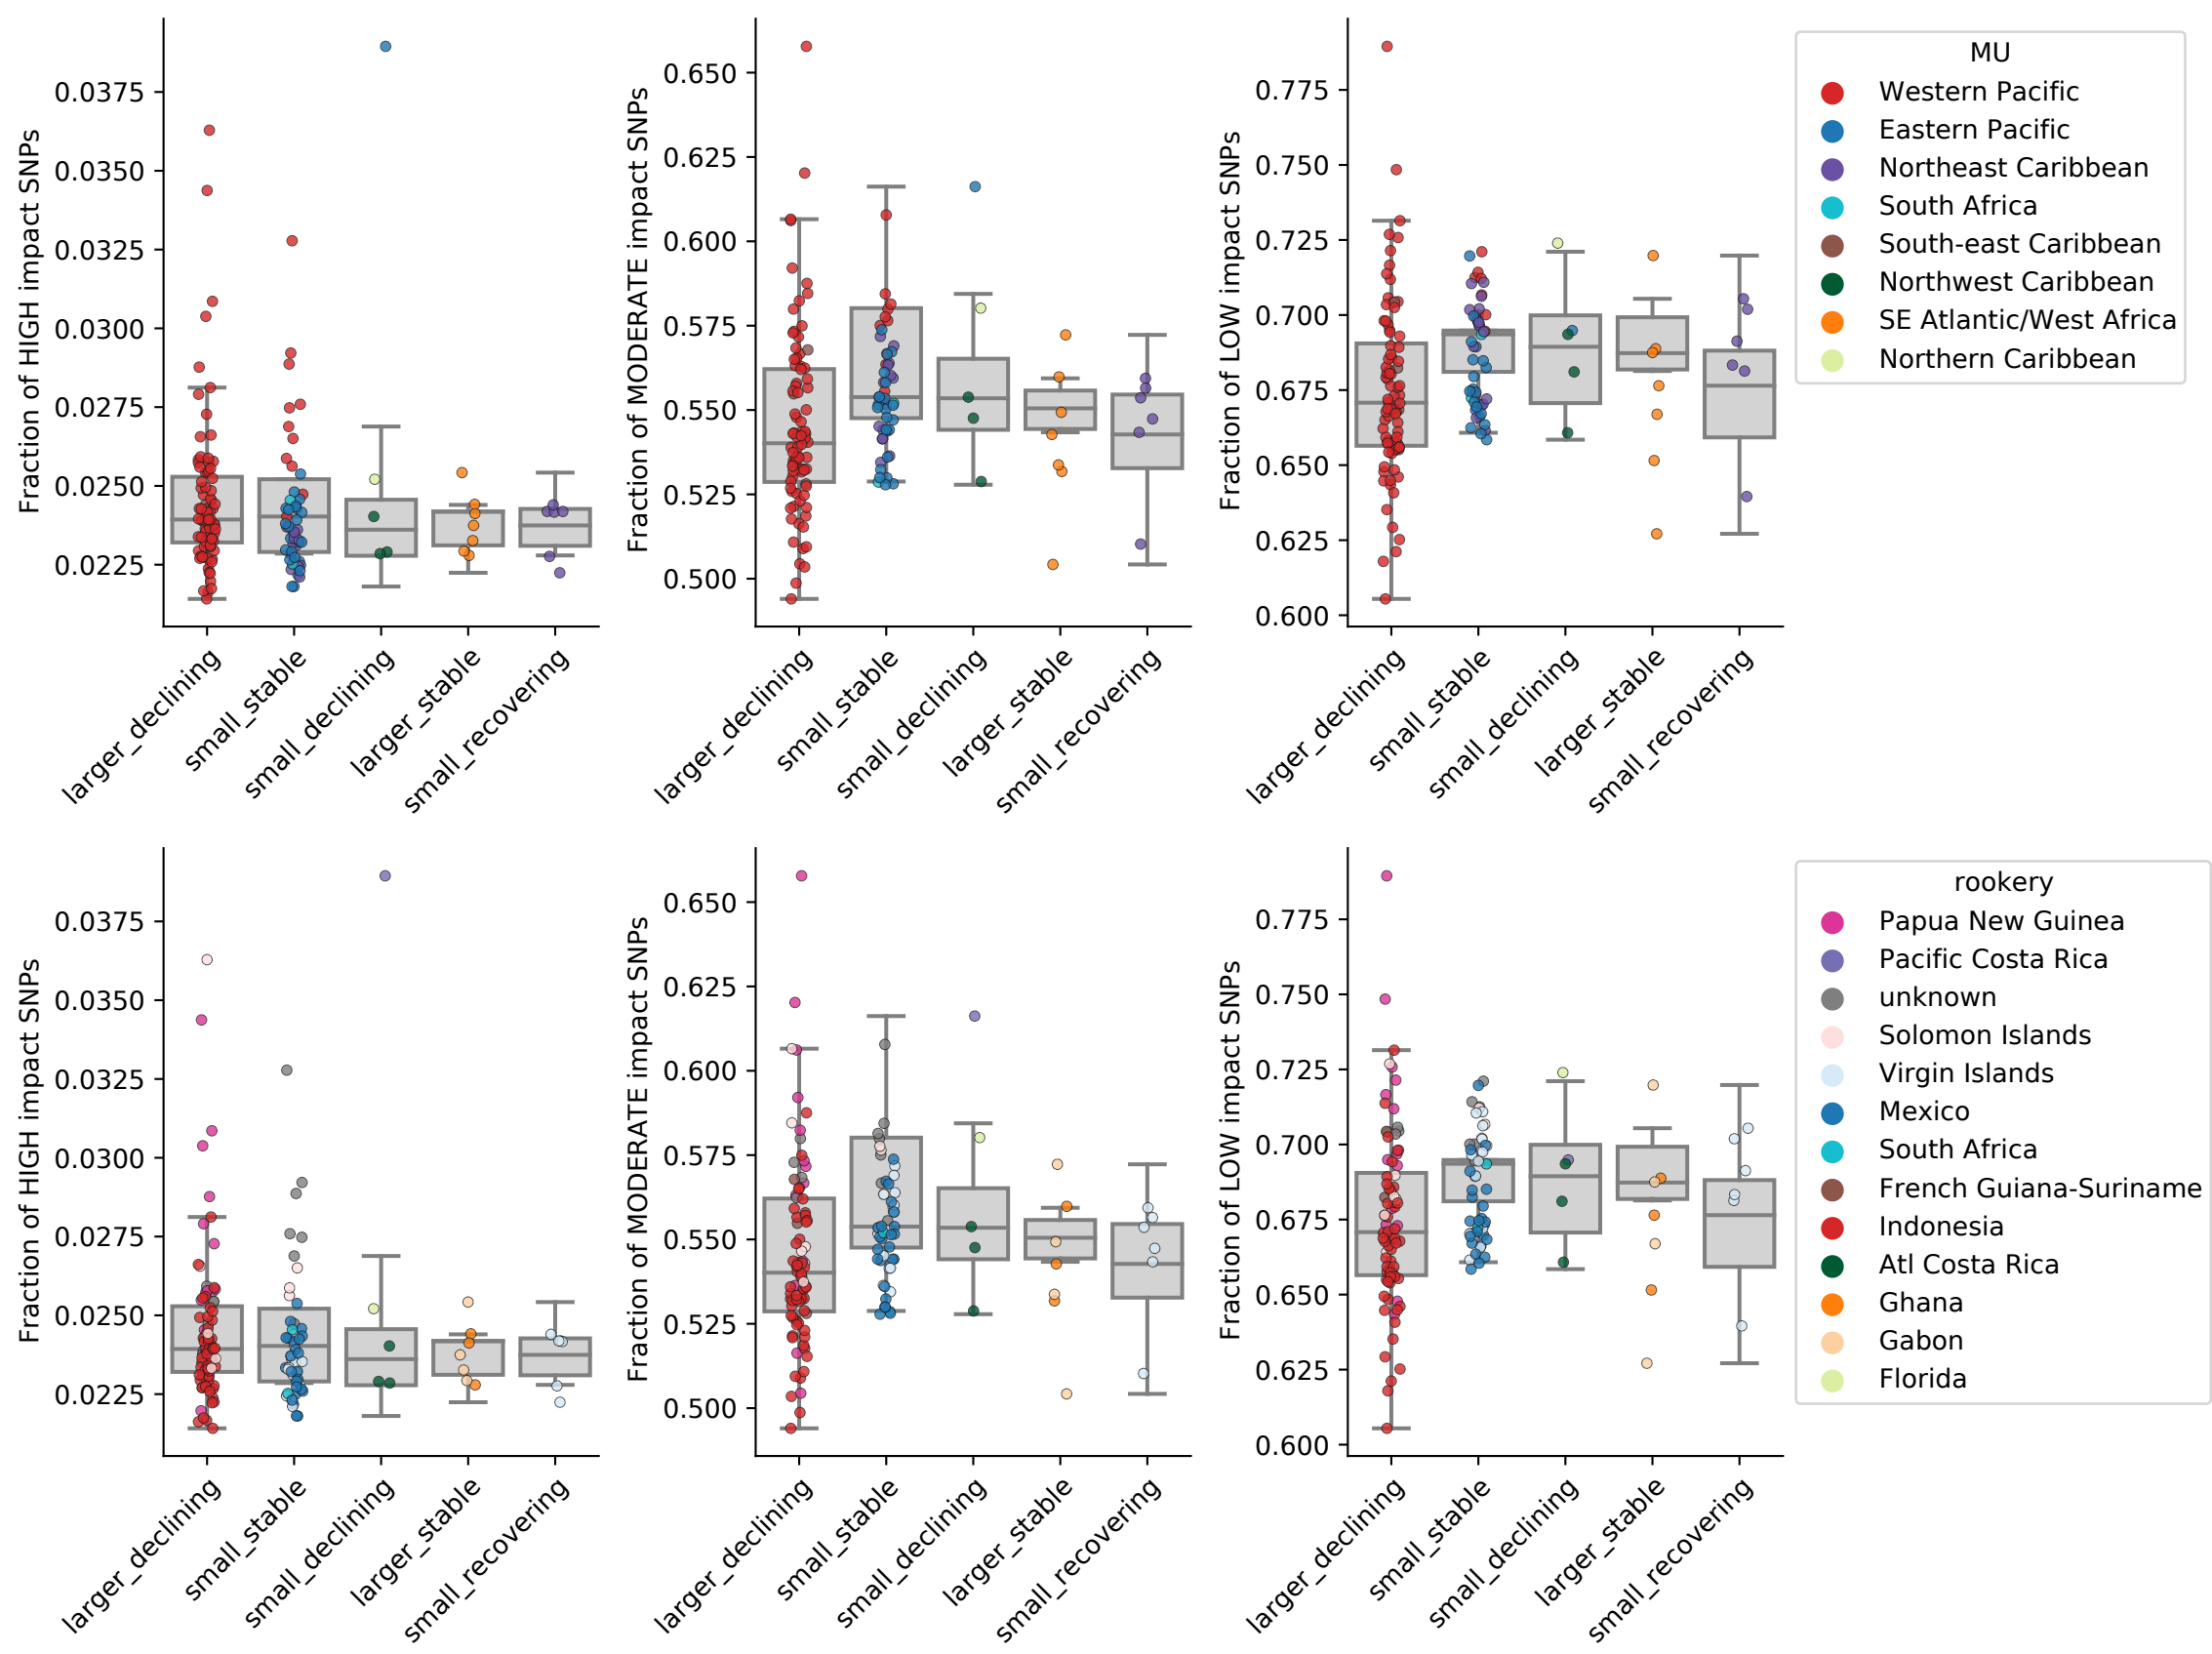 Fraction of HIGH impact SNPs
0.0375
0.0350
0.0325
0.0300
0.0275
0.0250
0.0225
larger_declining
small_stable
small_declining
larger_stable
small_recovering
Fraction of MODERATE impact SNPs
0.650
0.625
0.600
0.575
0.550
0.525
0.500
larger_declining
small_stable
small_declining
larger_stable
small_recovering
Fraction of LOW impact SNPs
0.775
0.750
0.725
0.700
0.675
0.650
0.625
0.600
larger_declining
small_stable
small_declining
larger_stable
small_recovering
MU
Western Pacific
Eastern Pacific
Northeast Caribbean
South Africa
South-east Caribbean
Northwest Caribbean
SE Atlantic/West Africa
Northern Caribbean
Fraction of HIGH impact SNPs
0.0375
0.0350
0.0325
0.0300
0.0275
0.0250
0.0225
larger_declining
small_stable
small_declining
larger_stable
small_recovering
Fraction of MODERATE impact SNPs
0.650
0.625
0.600
0.575
0.550
0.525
0.500
larger_declining
small_stable
small_declining
larger_stable
small_recovering
Fraction of LOW impact SNPs
0.775
0.750
0.725
0.700
0.675
0.650
0.625
0.600
larger_declining
small_stable
small_declining
larger_stable
small_recovering
rookery
Papua New Guinea
Pacific Costa Rica
unknown
Solomon Islands
Virgin Islands
Mexico
South Africa
French Guiana-Suriname
Indonesia
Atl Costa Rica
Ghana
Gabon
Florida